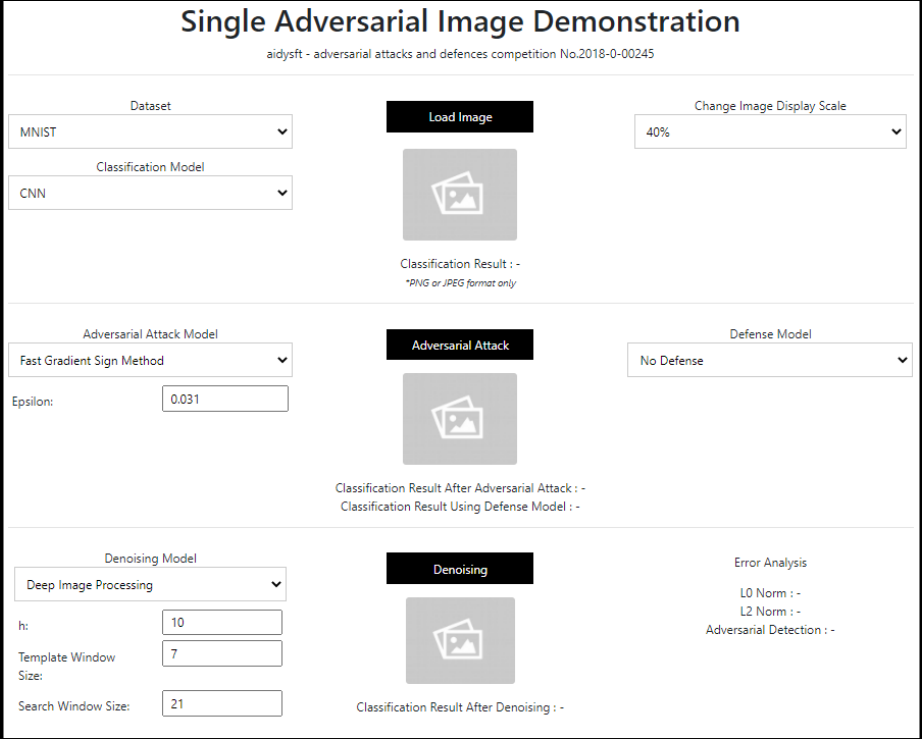 Single Adversarial Image Demonstration
aidysft - adversarial attacks and defences competition No.2018-0-00245
Dataset
MNIST
Classification Model
CNN
Load Image
Classification Result : -
*PNG or JPEG format only
Change Image Display Scale
40%
Adversarial Attack Model
Fast Gradient Sign Method
Epsilon:
0.031
Adversarial Attack
Classification Result After Adversarial Attack : -
Classification Result Using Defense Model : -
Defense Model
No Defense
Denoising Model
Deep Image Processing
h:
10
Template Window
Size:
7
Search Window Size:
21
Denoising
Classification Result After Denoising : -
Error Analysis
L0 Norm : -
L2 Norm : -
Adversarial Detection : -